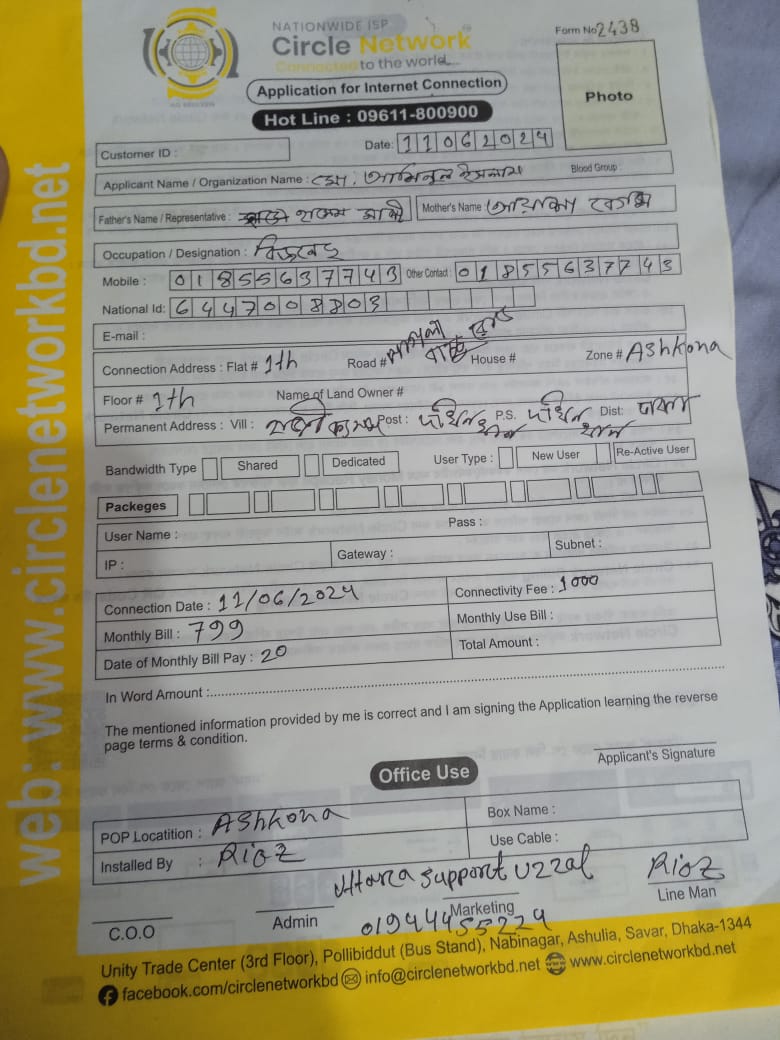 NATIONWIDE ISP
Circle Network
Connected to the world...
Form No 2438
Application for Internet Connection
Photo
Hot Line : 09611-800900
Customer ID :
Date: 11062024
Applicant Name / Organization Name : মো: আমিনুল ইসলাম Blood Group :
Father's Name / Representative : Mother's Name :
Occupation / Designation :
Mobile : 01855637743 Other Contact : 01855637743
National Id: 6447008803
E-mail :
Connection Address : Flat # 1th Road # House # Zone # Ashkona
Floor # 1th Name of Land Owner #
Permanent Address : Vill : Post : P.S. Dist: ঢাকা
Bandwidth Type Shared Dedicated User Type : New User Re-Active User
Packeges
User Name : Pass :
IP : Gateway : Subnet :
Connection Date : 11/06/2024 Connectivity Fee : 1000
Monthly Bill : 799 Monthly Use Bill :
Date of Monthly Bill Pay : 20 Total Amount :
In Word Amount :
The mentioned information provided by me is correct and I am signing the Application learning the reverse
page terms & condition.
Applicant's Signature
Office Use
POP Locatition : Ashkona Box Name :
Installed By : Rioz Use Cable :
Uttara Support Uzzal Rioz
C.O.O Admin Marketing Line Man
01944455229
Unity Trade Center (3rd Floor), Pollibiddut (Bus Stand), Nabinagar, Ashulia, Savar, Dhaka-1344
facebook.com/circlenetworkbd info@circlenetworkbd.net www.circlenetworkbd.net
web: www.circlenetworkbd.net